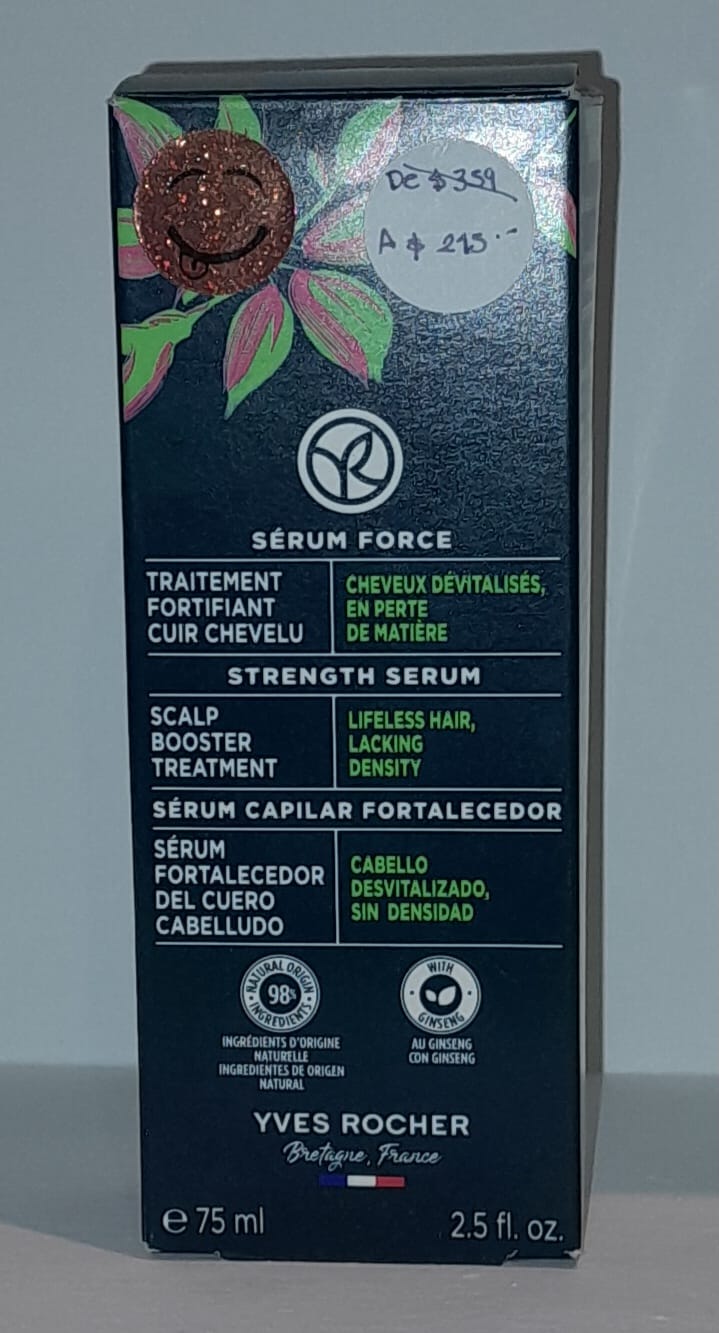 De $359
A $ 215.-
SÉRUM FORCE
TRAITEMENT
FORTIFIANT
CUIR CHEVELU
CHEVEUX DÉVITALISÉS,
EN PERTE
DE MATIÈRE
STRENGTH SERUM
SCALP
BOOSTER
TREATMENT
LIFELESS HAIR,
LACKING
DENSITY
SÉRUM CAPILAR FORTALECEDOR
SÉRUM
FORTALECEDOR
DEL CUERO
CABELLUDO
CABELLO
DESVITALIZADO,
SIN DENSIDAD
NATURAL ORIGIN
98%
INGREDIENTS
INGRÉDIENTS D'ORIGINE
NATURELLE
INGREDIENTES DE ORIGEN
NATURAL
WITH
GINSENG
AU GINSENG
CON GINSENG
YVES ROCHER
Bretagne, France
e 75 ml
2.5 fl. oz.